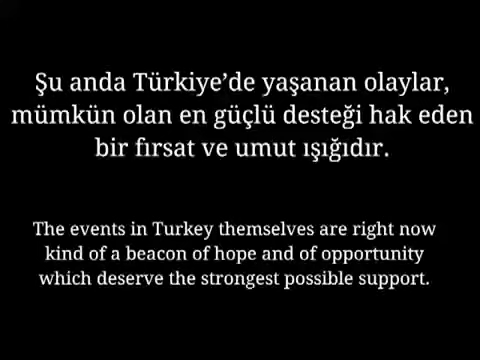 Şu anda Türkiye’de yaşanan olaylar,
mümkün olan en güçlü desteği hak eden
bir fırsat ve umut ışığıdır.
The events in Turkey themselves are right now
kind of a beacon of hope and of opportunity
which deserve the strongest possible support.